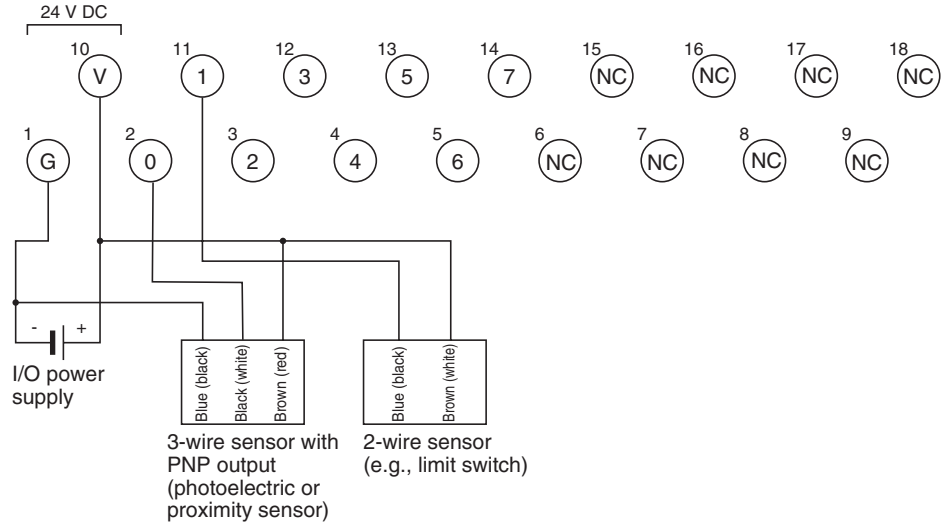 24 V DC
10 11 12 13 14 15 16 17 18
V 1 3 5 7 NC NC NC NC
1 2 3 4 5 6 7 8 9
G 0 2 4 6 NC NC NC NC
- +
I/O power
supply
Blue (black)
Black (white)
Brown (red)
Blue (black)
Brown (white)
3-wire sensor with
PNP output
(photoelectric or
proximity sensor)
2-wire sensor
(e.g., limit switch)